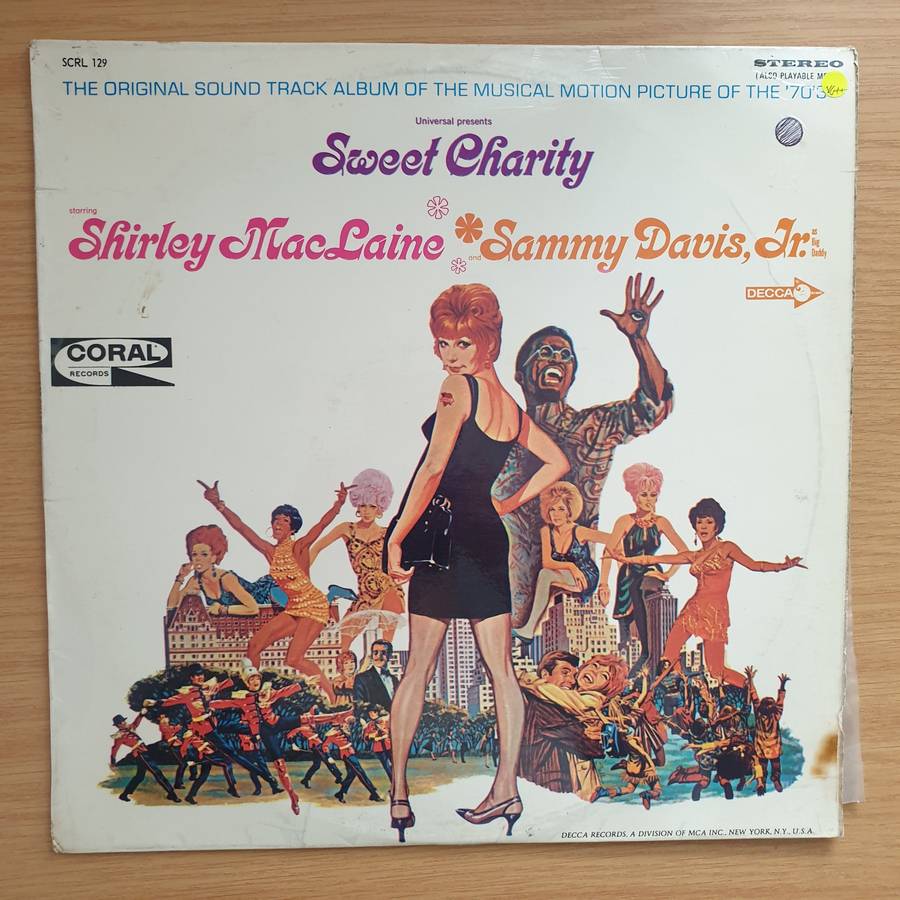 SCRL 129
STEREO
(ALSO PLAYABLE
THE ORIGINAL SOUND TRACK ALBUM OF THE MUSICAL MOTION PICTURE OF THE '70'S
Universal presents
Sweet Charity
starring
Shirley MacLaine and Sammy Davis, Jr. as Big Daddy
DECCA
CORAL
RECORDS
DECCA RECORDS, A DIVISION OF MCA INC., NEW YORK, N.Y., U.S.A.